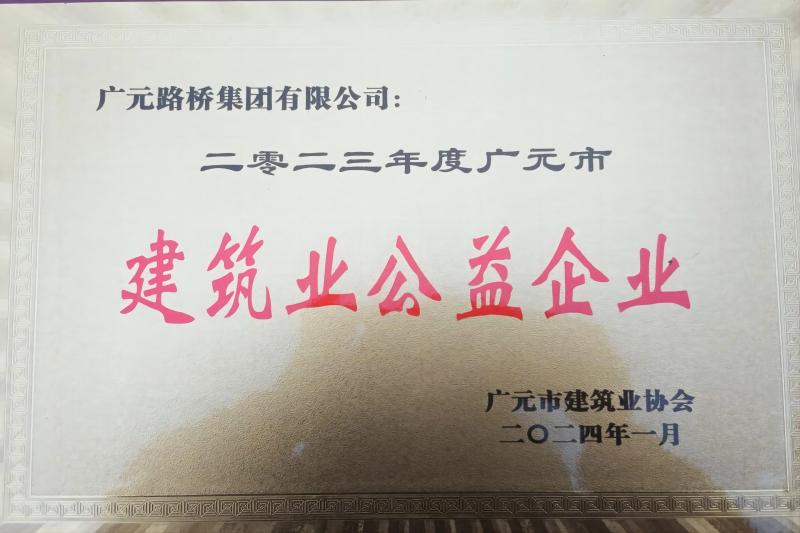 广元路桥集团有限公司：
二零二三年度广元市
建筑业公益企业
广元市建筑业协会
二〇二四年一月